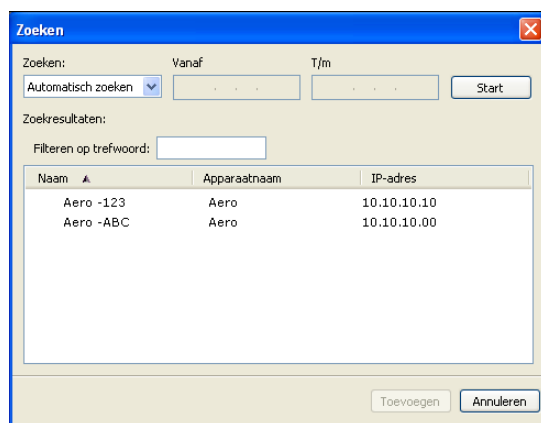 Zoeken
Zoeken: Vanaf T/m
Automatisch zoeken . . . . . . Start
Zoekresultaten:
Filteren op trefwoord:
Naam Apparaatnaam IP-adres
Aero -123 Aero 10.10.10.10
Aero -ABC Aero 10.10.10.00
Toevoegen Annuleren